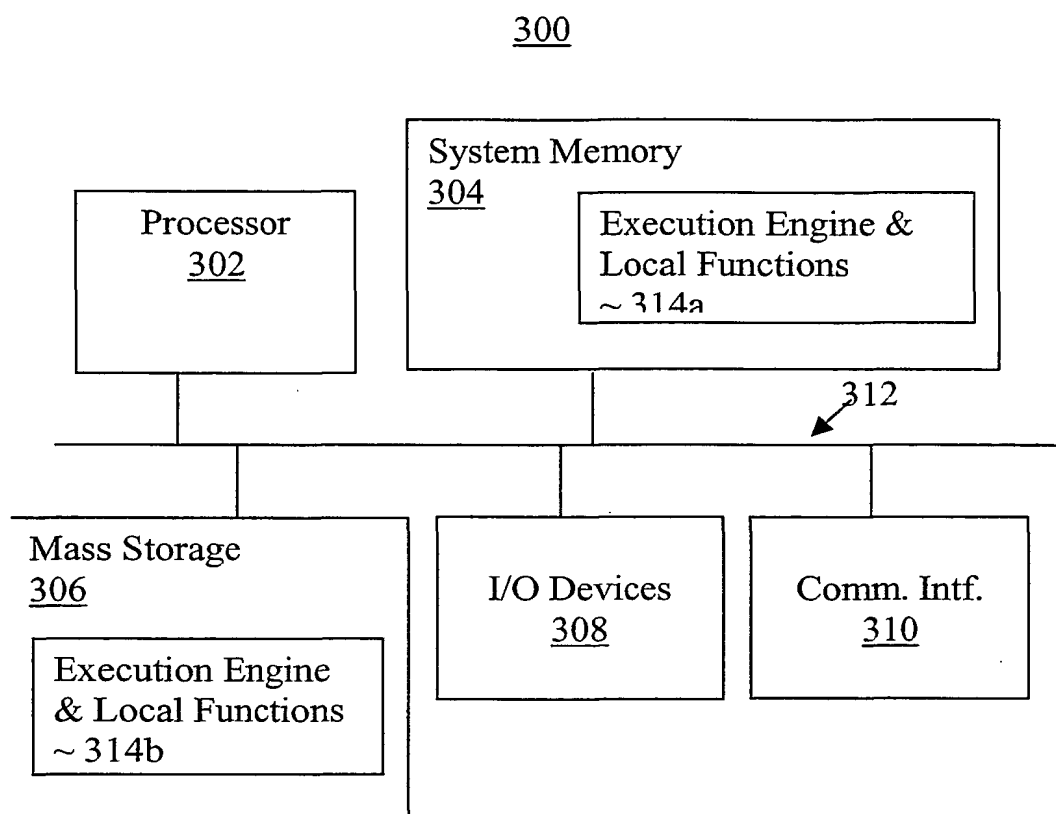 300
System Memory
304
Processor
302
Execution Engine &
Local Functions
~ 314a
312
Mass Storage
306
I/O Devices
308
Comm. Intf.
310
Execution Engine
& Local Functions
~ 314b